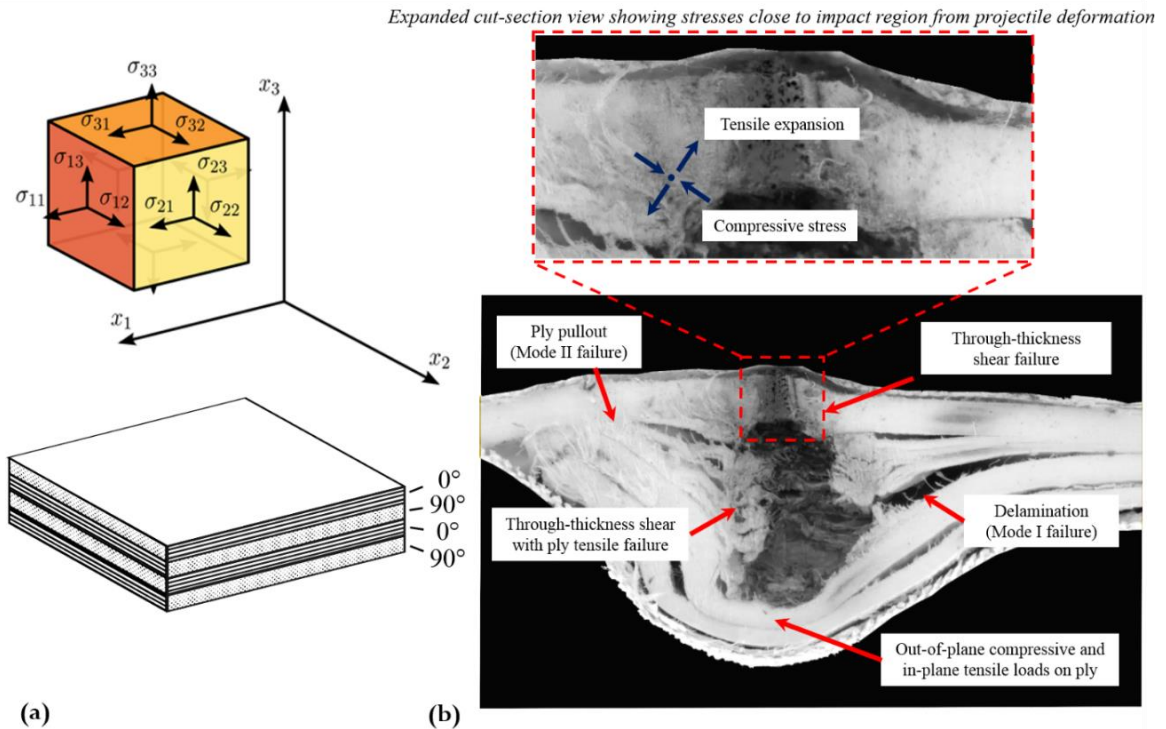 Expanded cut-section view showing stresses close to impact region from projectile deformation
σ33
σ31
σ32
σ13
σ23
σ11
σ12
σ21
σ22
x3
x1
x2
0°
90°
0°
90°
(a)
Tensile expansion
Compressive stress
Ply pullout
(Mode II failure)
Through-thickness
shear failure
Through-thickness shear
with ply tensile failure
Delamination
(Mode I failure)
Out-of-plane compressive and
in-plane tensile loads on ply
(b)